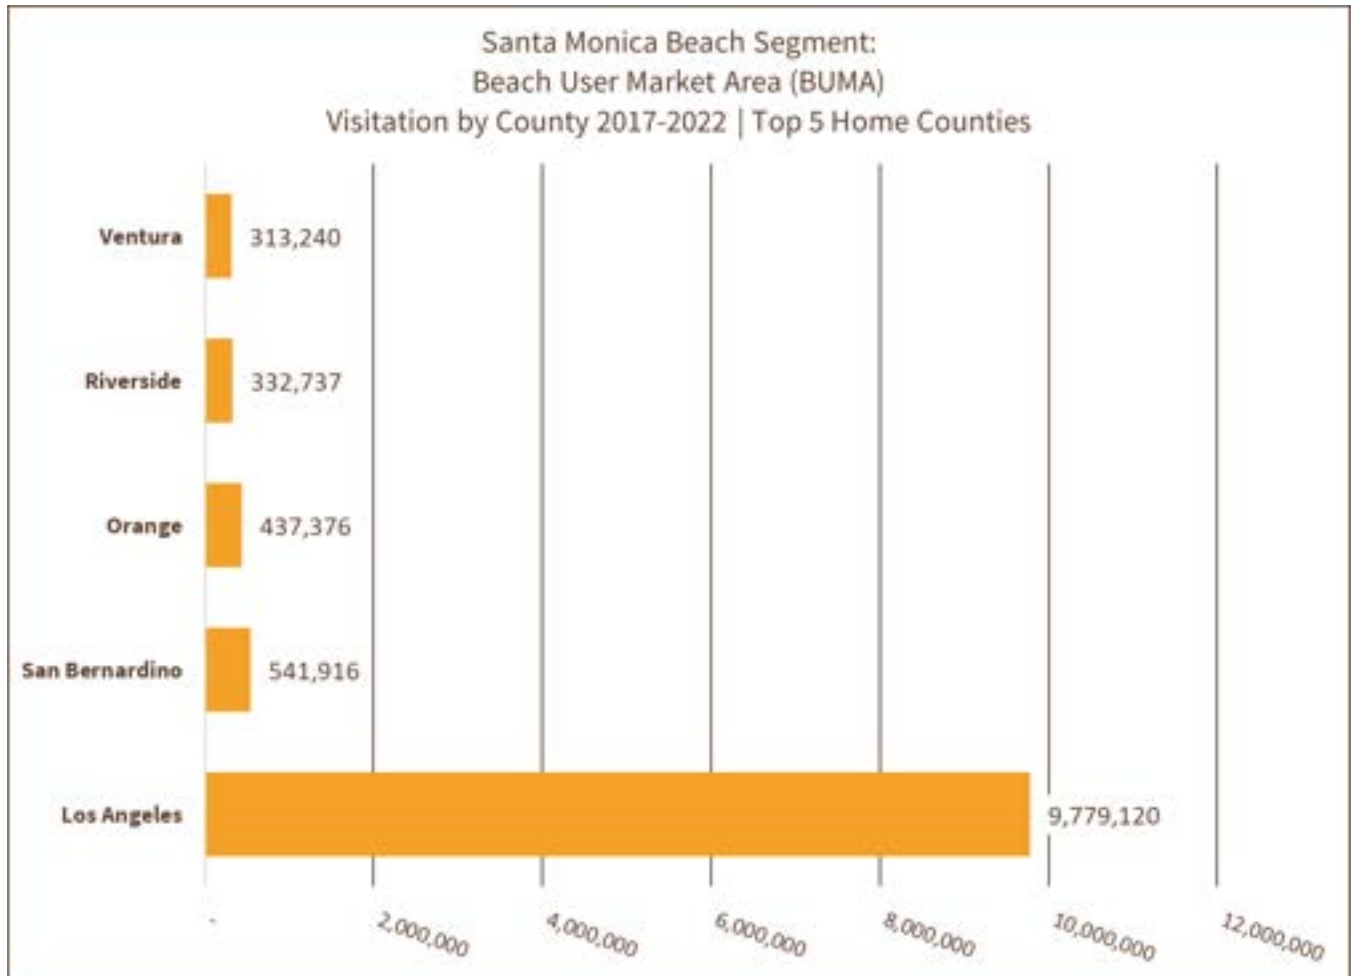 Santa Monica Beach Segment:
Beach User Market Area (BUMA)
Visitation by County 2017-2022 | Top 5 Home Counties
Ventura
313,240
Riverside
332,737
Orange
437,376
San Bernardino
541,916
Los Angeles
9,779,120
-
2,000,000
4,000,000
6,000,000
8,000,000
10,000,000
12,000,000